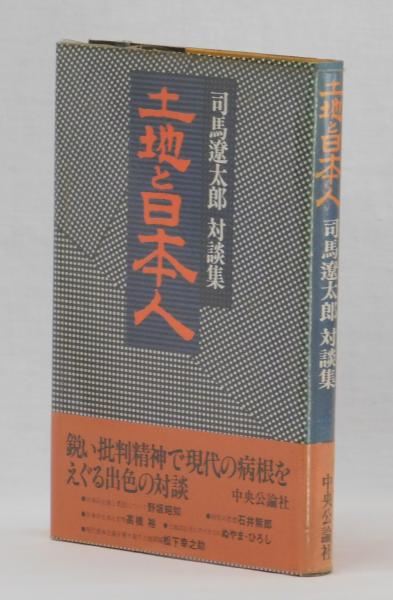 土地と日本人
司馬遼太郎 対談集
鋭い批判精神で現代の病根を
えぐる出色の対談
中央公論社
野坂昭如
石井紫郎
高橋 裕
ぬやま・ひろし
松下幸之助
土地と日本人
司馬遼太郎 対談集
中央公論社